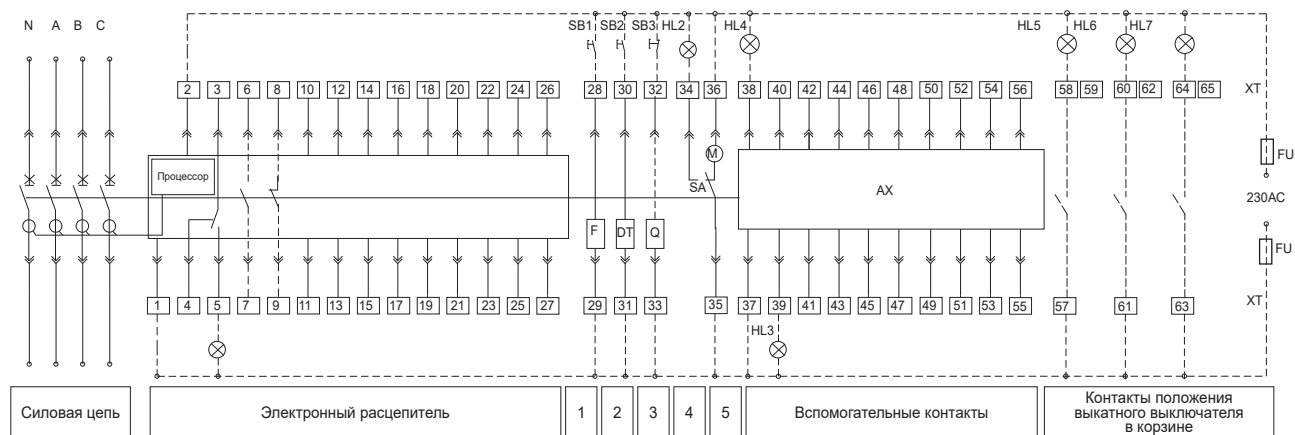 N A B C
SB1 SB2 SB3 HL2 HL4 HL5 HL6 HL7
2 3 6 8 10 12 14 16 18 20 22 24 26 28 30 32 34 36 38 40 42 44 46 48 50 52 54 56 58 59 60 62 64 65 XT
FU
M
Процессор
SA AX 230AC
F DT Q
FU
1 4 5 7 9 11 13 15 17 19 21 23 25 27 29 31 33 35 37 39 41 43 45 47 49 51 53 55 57 61 63 XT
HL3
Силовая цепь
Электронный расцепитель
1 2 3 4 5
Вспомогательные контакты
Контакты положения
выкатного выключателя
в корзине